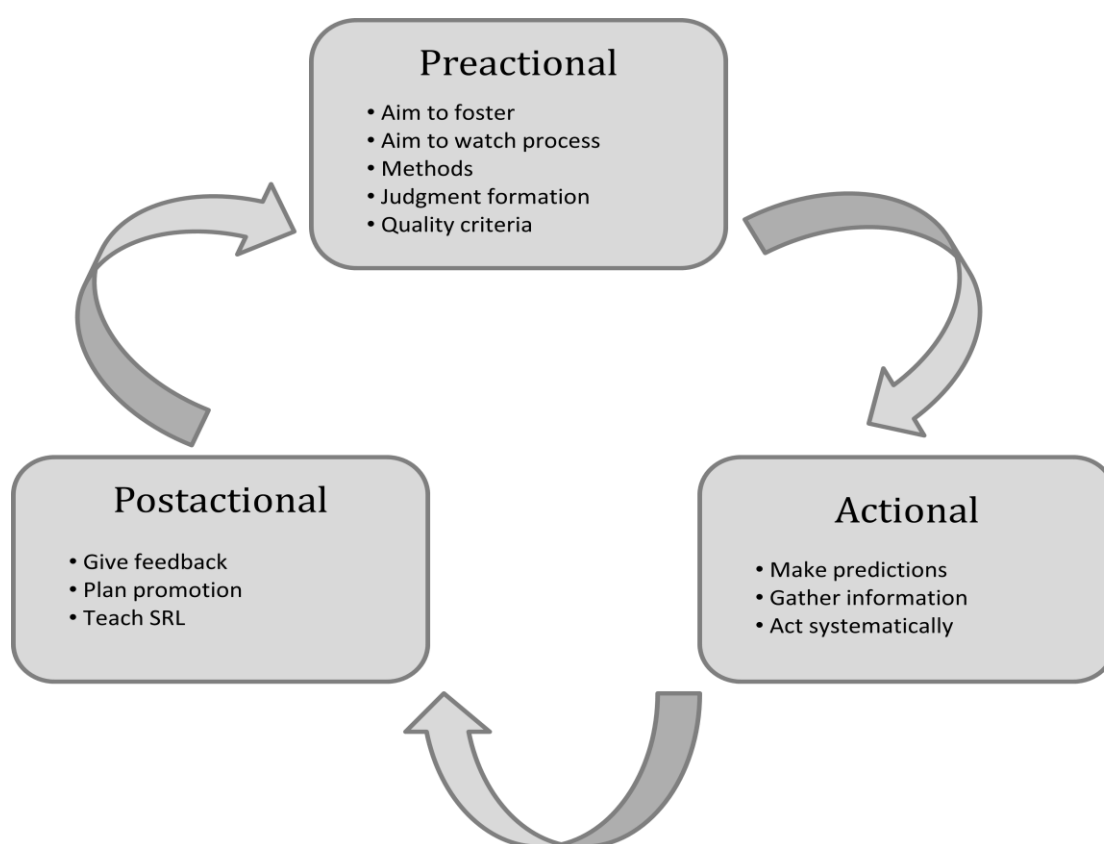 Preactional
• Aim to foster
• Aim to watch process
• Methods
• Judgment formation
• Quality criteria
Postactional
• Give feedback
• Plan promotion
• Teach SRL
Actional
• Make predictions
• Gather information
• Act systematically